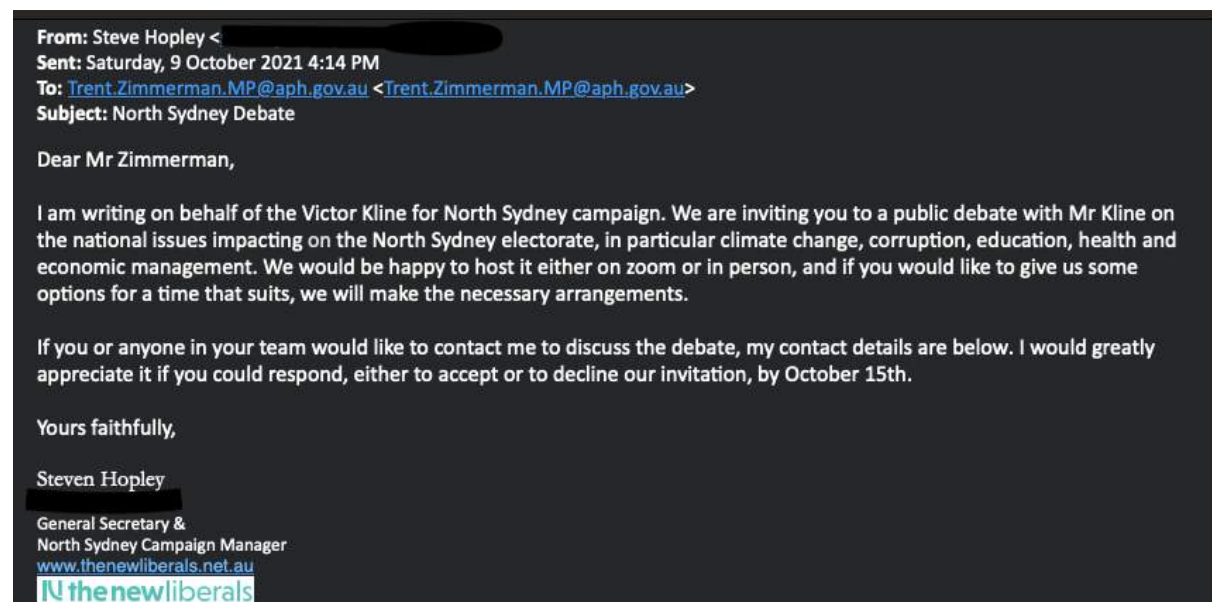 From: Steve Hopley <
Sent: Saturday, 9 October 2021 4:14 PM
To: Trent.Zimmerman.MP@aph.gov.au <Trent.Zimmerman.MP@aph.gov.au>
Subject: North Sydney Debate
Dear Mr Zimmerman,
I am writing on behalf of the Victor Kline for North Sydney campaign. We are inviting you to a public debate with Mr Kline on
the national issues impacting on the North Sydney electorate, in particular climate change, corruption, education, health and
economic management. We would be happy to host it either on zoom or in person, and if you would like to give us some
options for a time that suits, we will make the necessary arrangements.
If you or anyone in your team would like to contact me to discuss the debate, my contact details are below. I would greatly
appreciate it if you could respond, either to accept or to decline our invitation, by October 15th.
Yours faithfully,
Steven Hopley
General Secretary &
North Sydney Campaign Manager
www.thenewliberals.net.au
thenewliberals